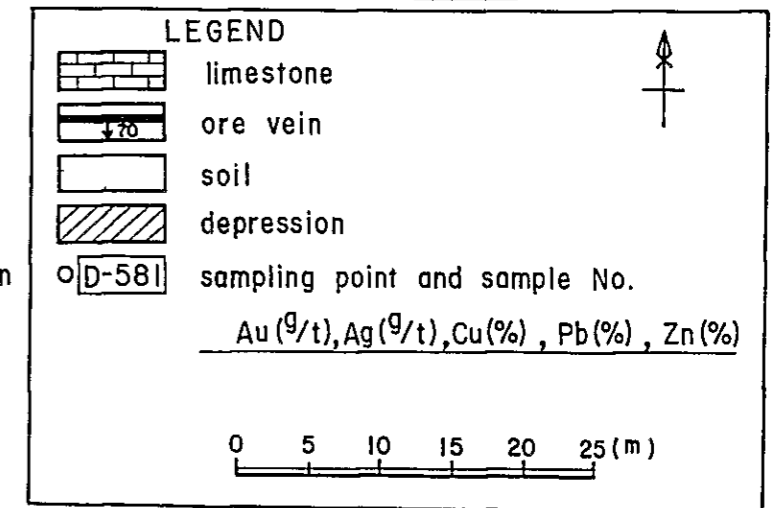 LEGEND
limestone
70
ore vein
soil
depression
n
D-581
sampling point and sample No.
Au(g/t),Ag(g/t),Cu(%), Pb(%), Zn(%)
0 5 10 15 20 25(m)